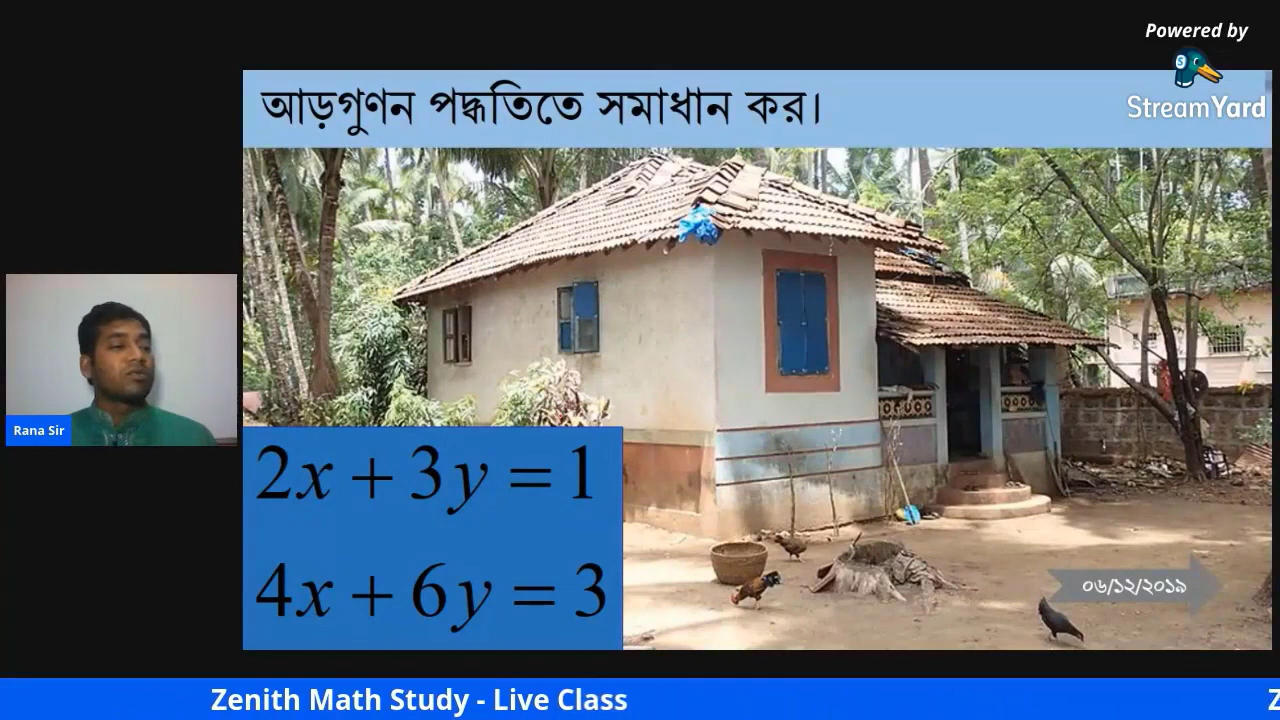 Powered by
StreamYard
আড়গুণন পদ্ধতিতে সমাধান কর।
Rana Sir
2x + 3y = 1
4x + 6y = 3
০৬/১২/২০১৯
Zenith Math Study - Live Class
Z